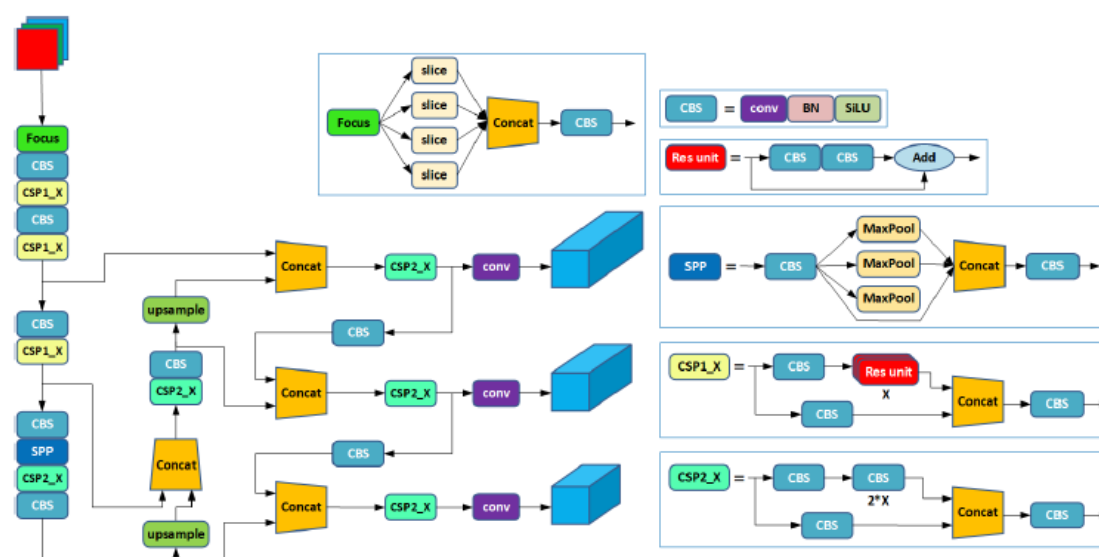 Focus
CBS
CSP1_X
CBS
CSP1_X
CBS
CSP1_X
CBS
SPP
CSP2_X
CBS
upsample
CBS
CSP2_X
Concat
upsample
Concat
CSP2_X
conv
CBS
Concat
CSP2_X
conv
CBS
Concat
CSP2_X
conv
Focus
slice
slice
slice
slice
Concat
CBS
CBS = conv BN SiLU
Res unit = CBS CBS Add
SPP = CBS
MaxPool
MaxPool
MaxPool
Concat
CBS
CSP1_X = CBS Res unit
X
CBS
Concat
CBS
CSP2_X = CBS CBS
2*X
CBS
Concat
CBS